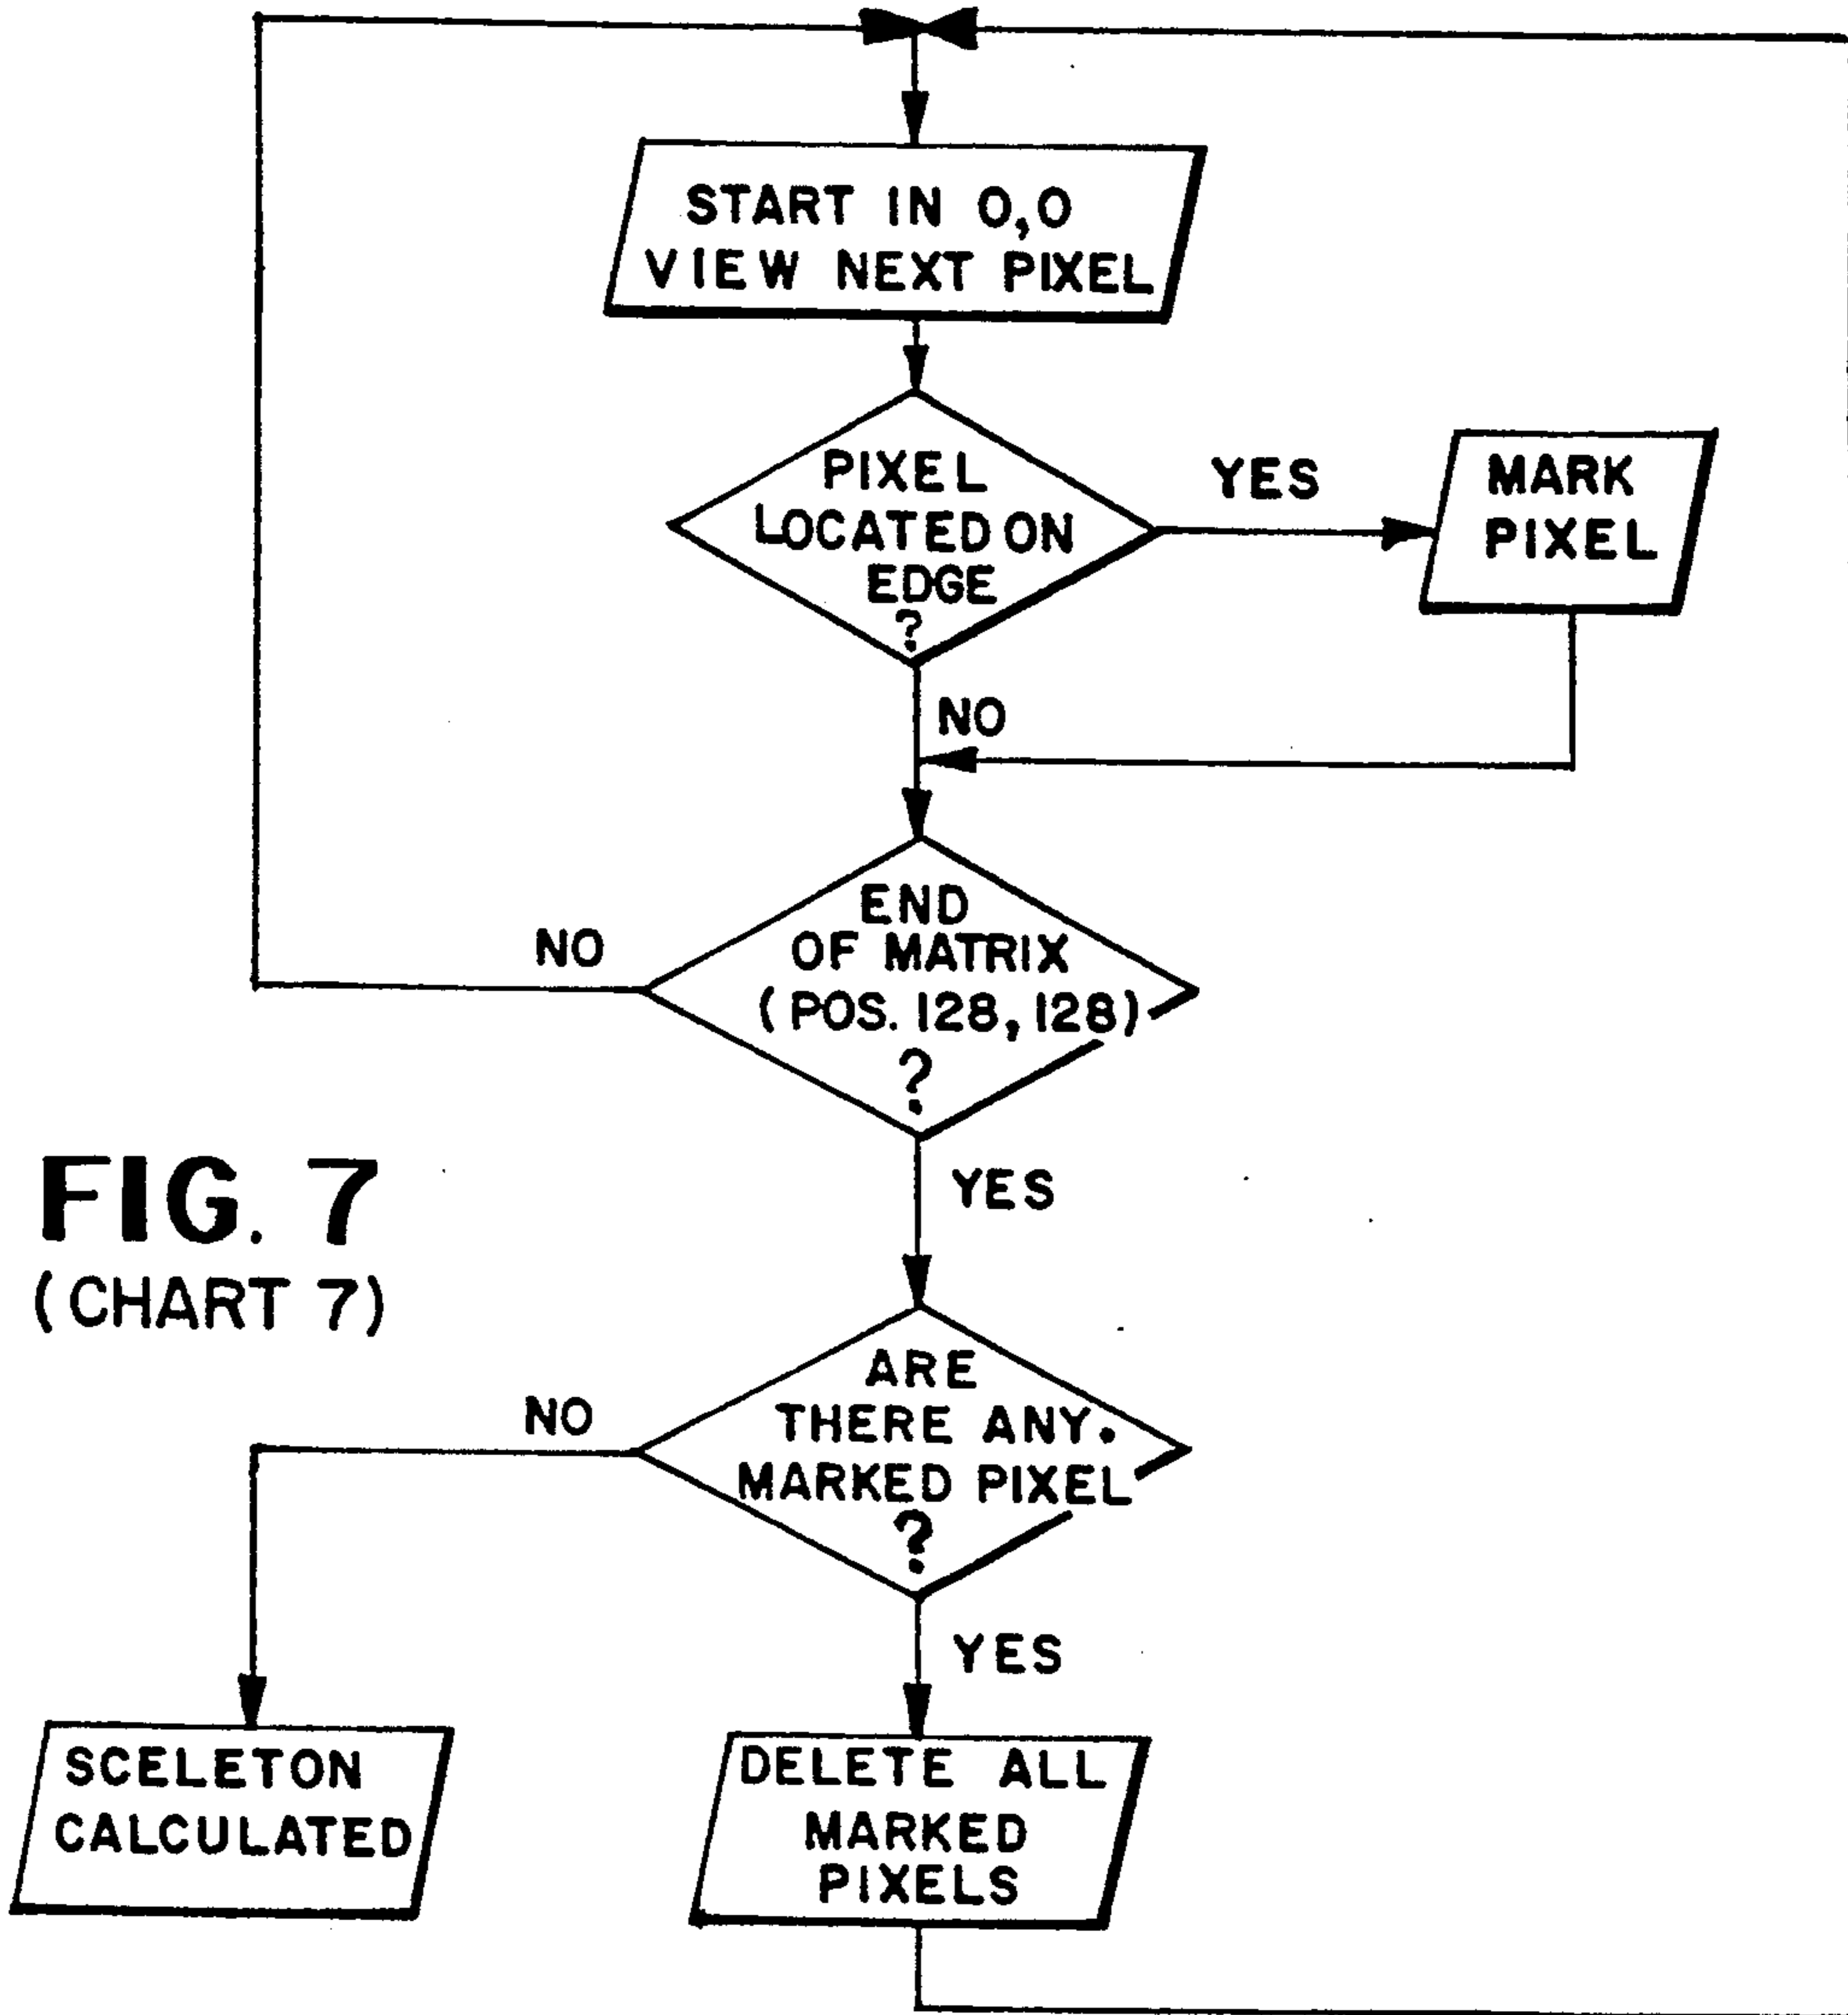 START IN 0,0
VIEW NEXT PIXEL
PIXEL
LOCATED ON
EDGE
?
YES
MARK
PIXEL
NO
END
OF MATRIX
(POS. 128, 128)
?
NO
YES
FIG. 7
(CHART 7)
ARE
THERE ANY.
MARKED PIXEL
?
NO
YES
SCELETON
CALCULATED
DELETE ALL
MARKED
PIXELS